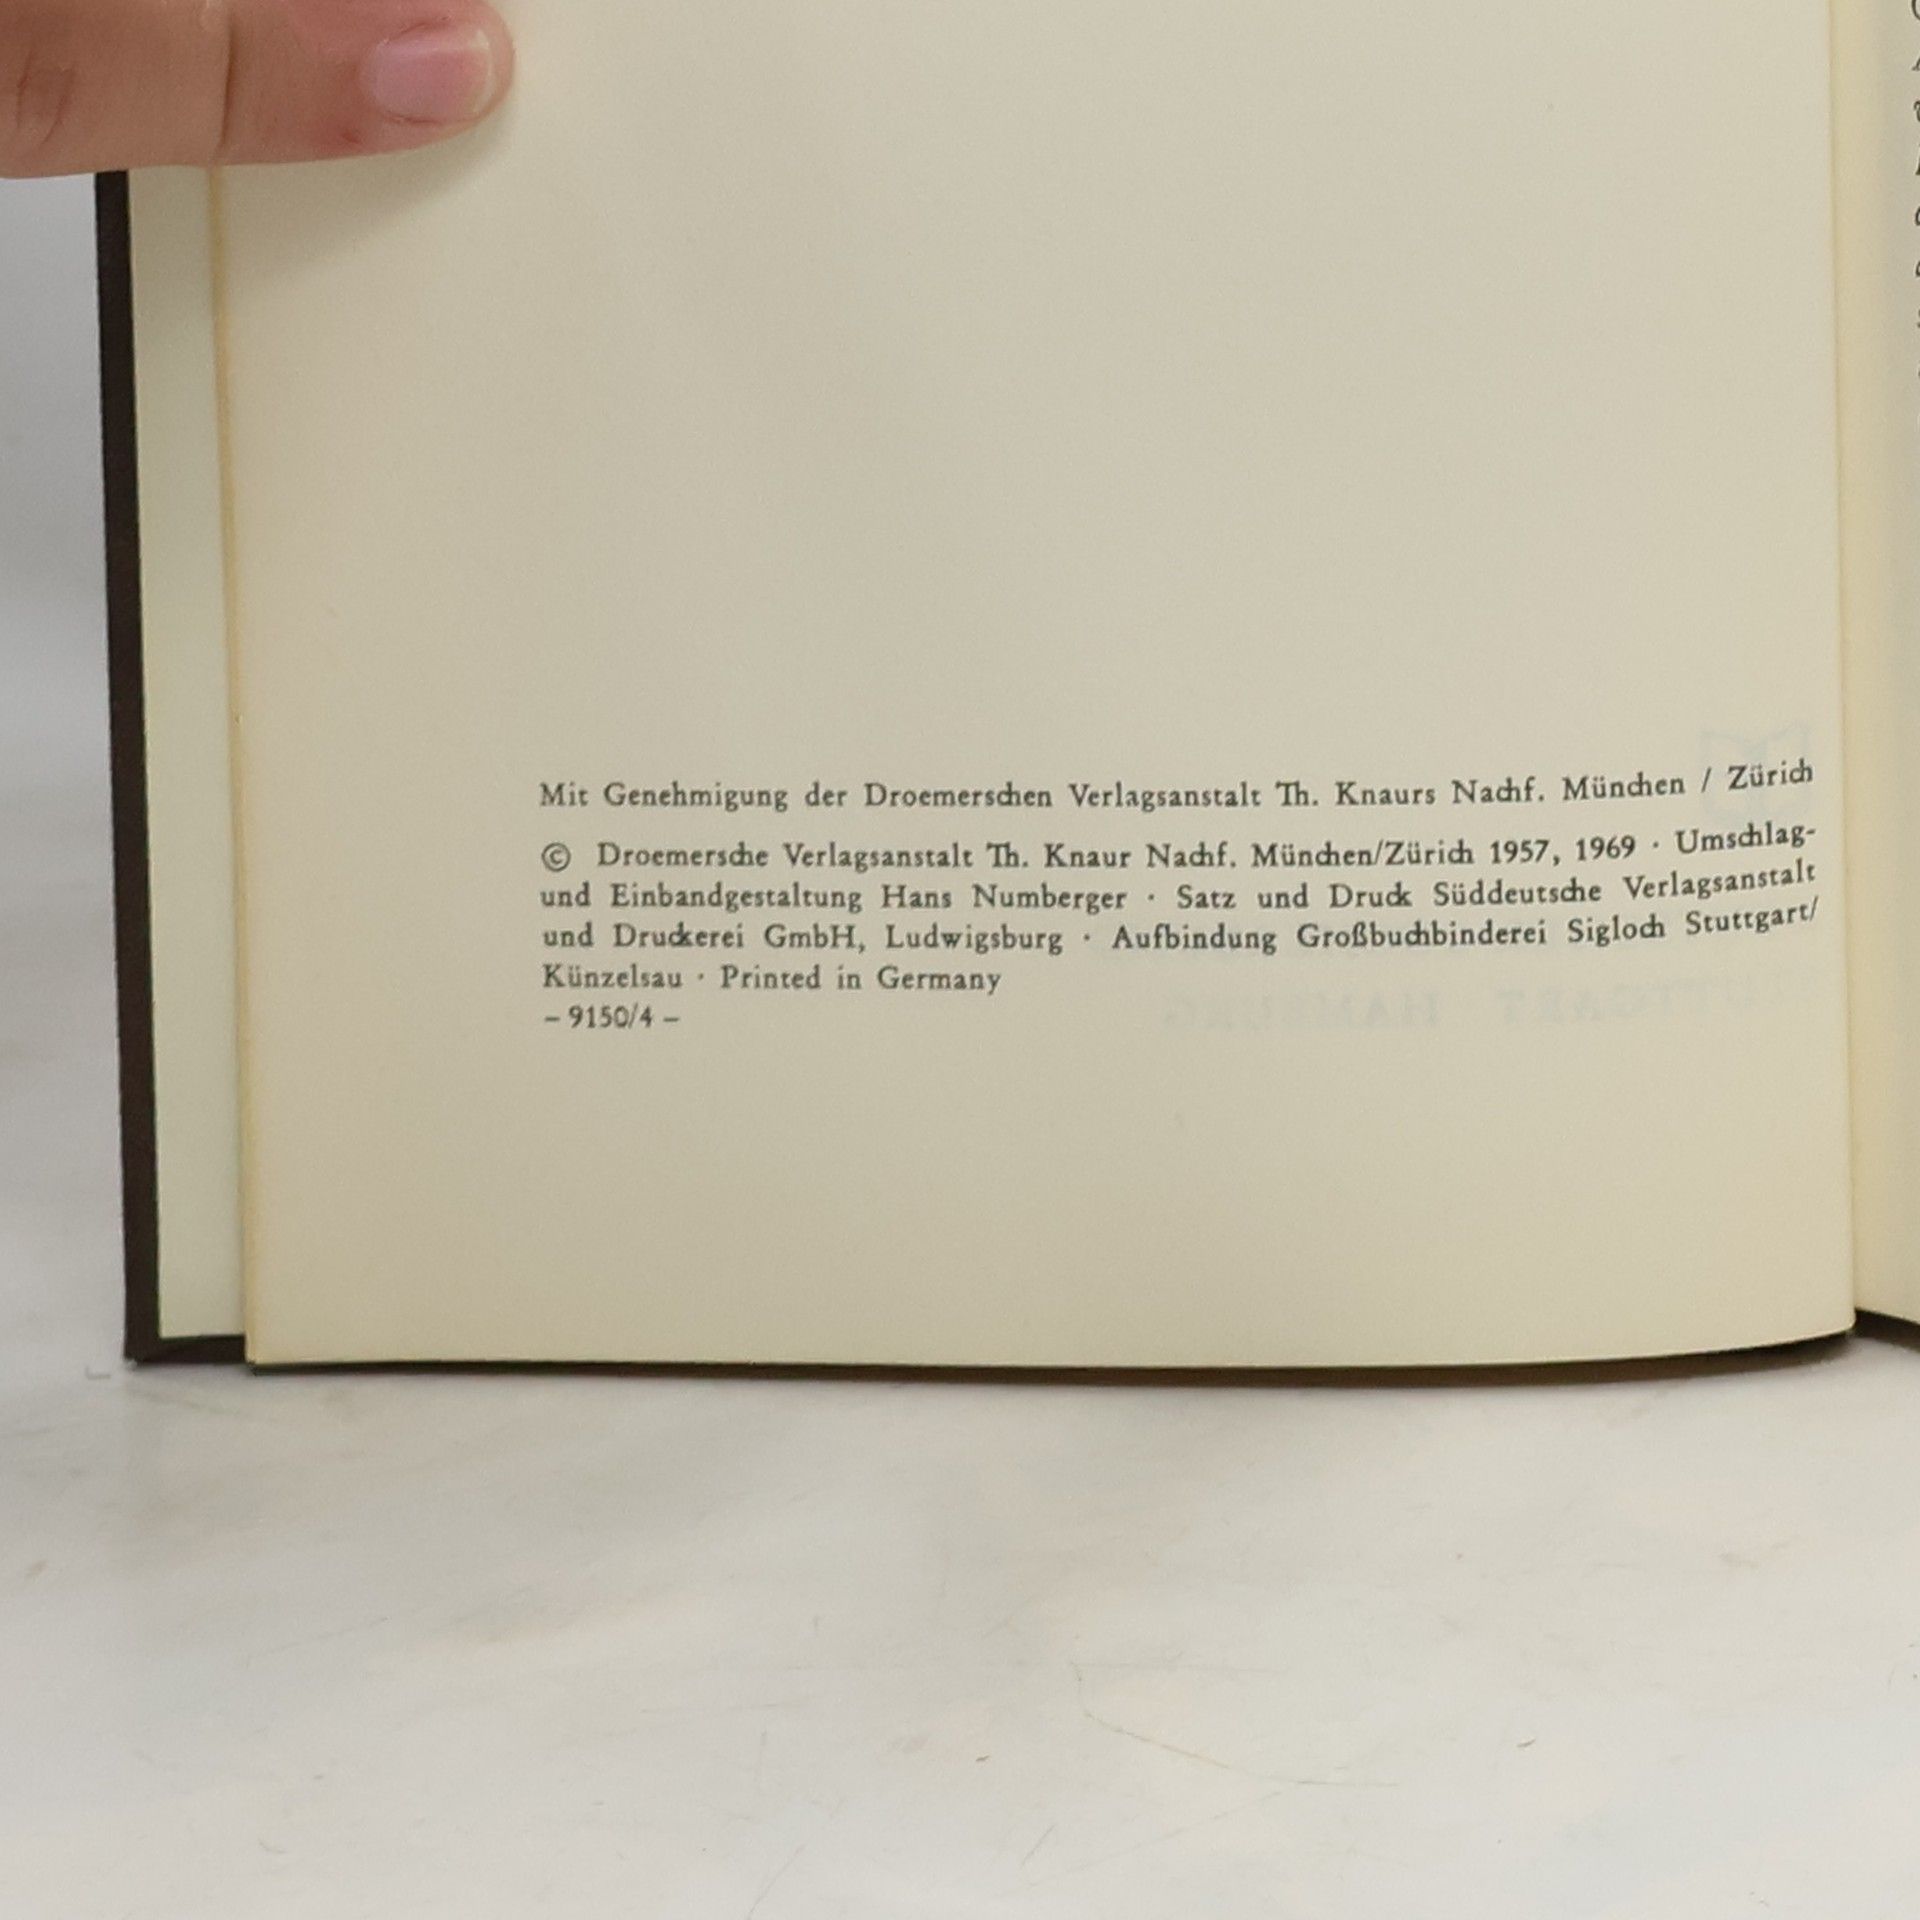 Mit Genehmigung der Droemerschen Verlagsanstalt Th. Knaurs Nachf. München / Zürich
© Droemersche Verlagsanstalt Th. Knaur Nachf. München/Zürich 1957, 1969 · Umschlag-
und Einbandgestaltung Hans Numberger · Satz und Druck Süddeutsche Verlagsanstalt
und Druckerei GmbH, Ludwigsburg · Aufbindung Großbuchbinderei Sigloch Stuttgart/
Künzelsau · Printed in Germany
– 9150/4 –